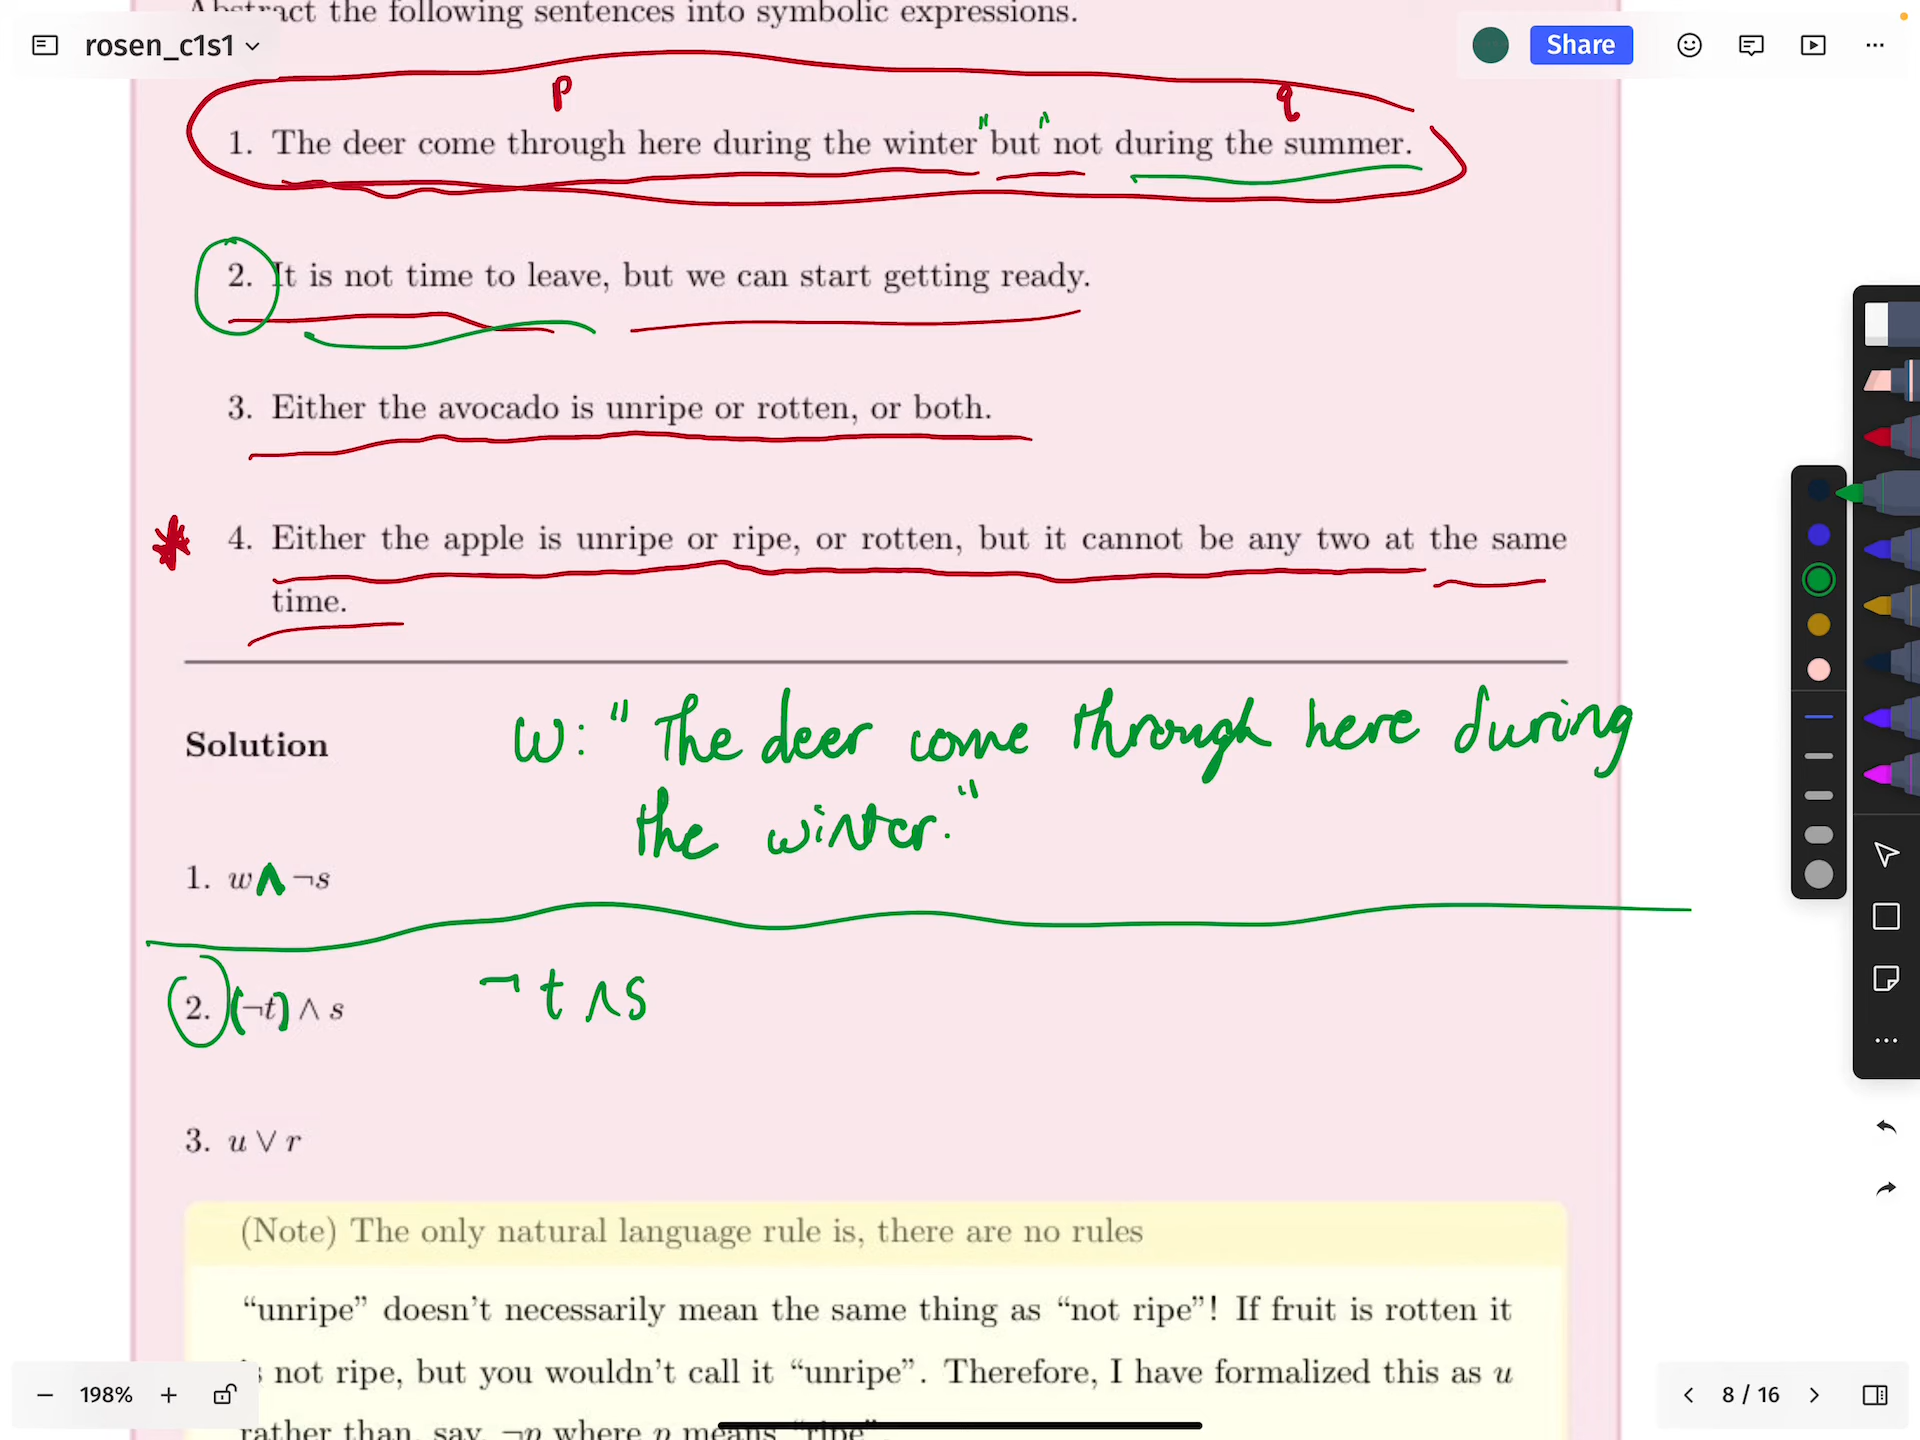 Abstract the following sentences into symbolic expressions.
rosen_c1s1
Share
p
q
1. The deer come through here during the winter "but" not during the summer.
2. It is not time to leave, but we can start getting ready.
3. Either the avocado is unripe or rotten, or both.
4. Either the apple is unripe or ripe, or rotten, but it cannot be any two at the same
time.
Solution
w: "The deer come through here during
the winter."
1. w ∧ ¬s
2. (¬t) ∧ s
¬t ∧ s
3. u ∨ r
(Note) The only natural language rule is, there are no rules
“unripe” doesn’t necessarily mean the same thing as “not ripe”! If fruit is rotten it
not ripe, but you wouldn’t call it “unripe”. Therefore, I have formalized this as u
rather than, say, ¬p where p means “ripe”.
198%
8 / 16